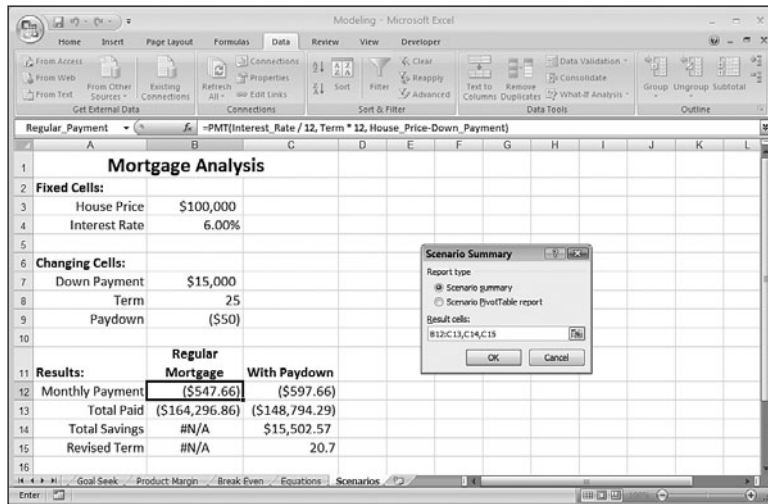 Modeling - Microsoft Excel
Home Insert Page Layout Formulas Data Review View Developer
From Access
From Web
From Text
From Other Sources
Existing Connections
Get External Data
Refresh All
Connections
Properties
Edit Links
Connections
Sort
Filter
Clear
Reapply
Advanced
Sort & Filter
Text to Columns
Remove Duplicates
Data Validation
Consolidate
What-If Analysis
Data Tools
Group Ungroup Subtotal
Outline
Regular_Payment fx =PMT(Interest_Rate / 12, Term * 12, House_Price-Down_Payment)
A B C D E F G H I J K L
1 Mortgage Analysis
2 Fixed Cells:
3 House Price $100,000
4 Interest Rate 6.00%
5
6 Changing Cells:
7 Down Payment $15,000
8 Term 25
9 Paydown ($50)
10
11 Results: Regular Mortgage With Paydown
12 Monthly Payment ($547.66) ($597.66)
13 Total Paid ($164,296.86) ($148,794.29)
14 Total Savings #N/A $15,502.57
15 Revised Term #N/A 20.7
16
Scenario Summary
Report type
Scenario summary
Scenario PivotTable report
Result cells:
B12:C13,C14,C15
OK Cancel
Goal Seek Product Margin Break Even Equations Scenarios
Enter 100%